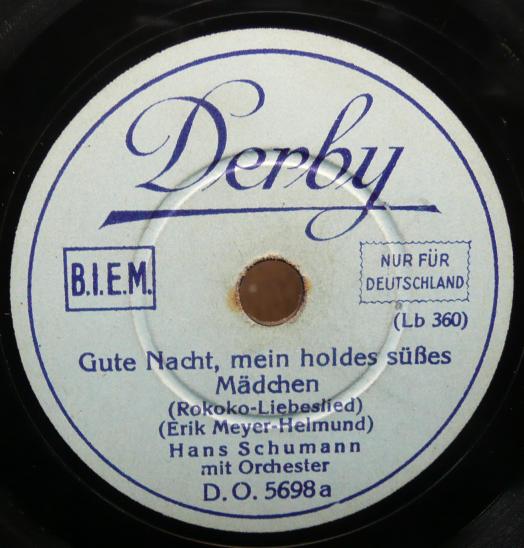 Derby
B.I.E.M.
NUR FÜR
DEUTSCHLAND
(Lb 360)
Gute Nacht, mein holdes süßes
Mädchen
(Rokoko-Liebeslied)
(Erik Meyer-Helmund)
Hans Schumann
mit Orchester
D. O. 5698 a